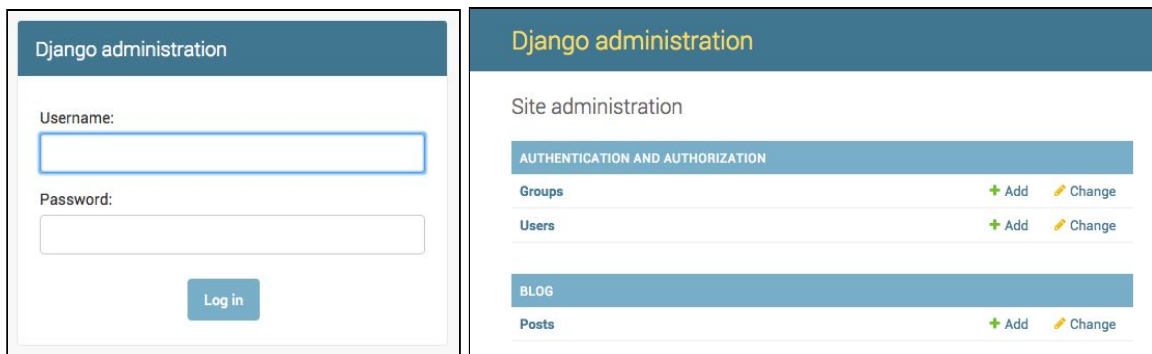 Django administration
Username:
Password:
Log in
Django administration
Site administration
AUTHENTICATION AND AUTHORIZATION
Groups + Add Change
Users + Add Change
BLOG
Posts + Add Change